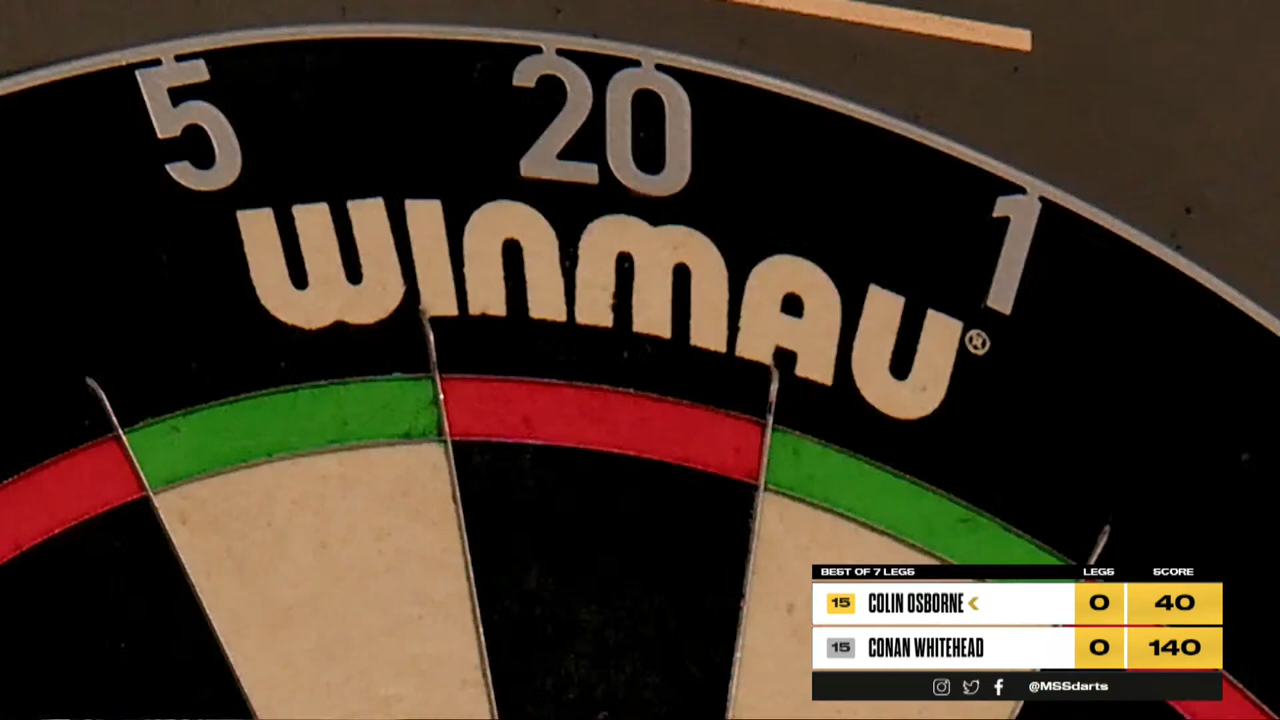 5 20 1
WINMAU®
BEST OF 7 LEGS LEGS SCORE
15 COLIN OSBORNE 0 40
15 CONAN WHITEHEAD 0 140
@MSSdarts